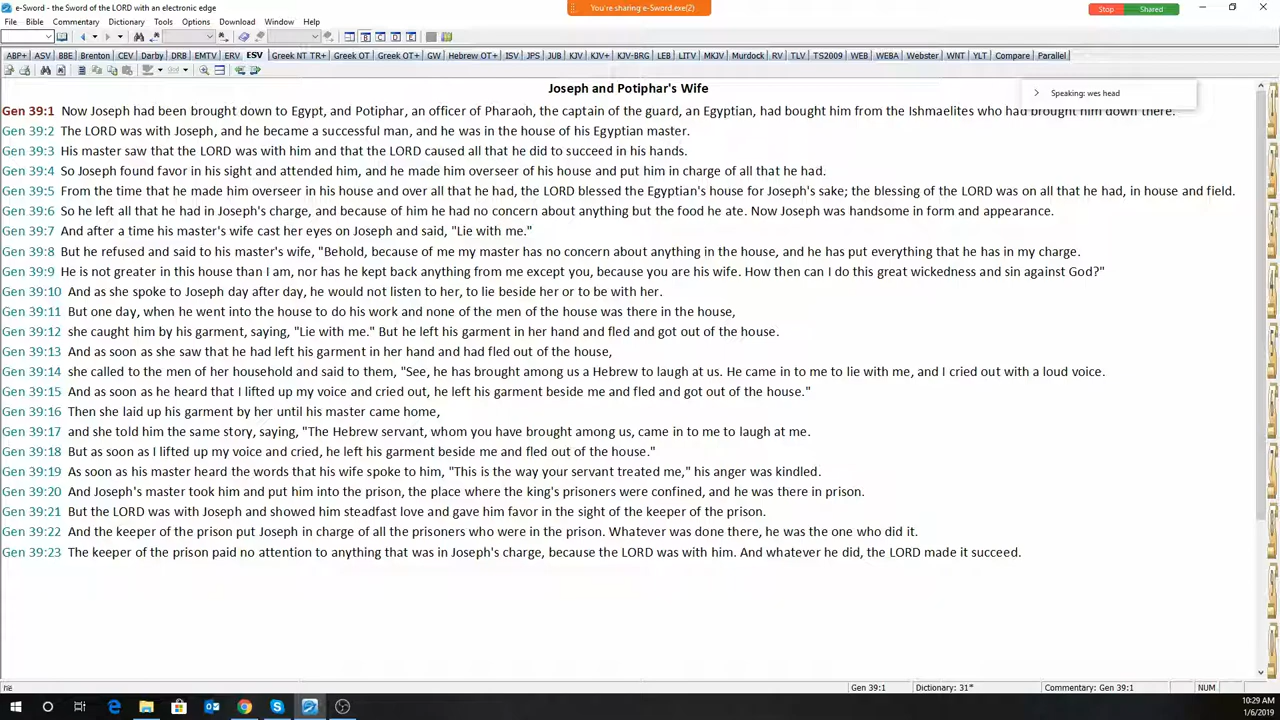 e-Sword - the Sword of the LORD with an electronic edge
You're sharing e-Sword.exe(2)
Stop Shared
File Bible Commentary Dictionary Tools Options Download Window Help
ABP+ ASV BBE Brenton CEV Darby DRB EMTV ERV ESV Greek NT TR+ Greek OT Greek OT+ GW Hebrew OT+ ISV JPS JUB KJV KJV+ KJV-BRG LEB LITV MKJV Murdock RV TLV TS2009 WEB WEBA Webster WNT YLT Compare Parallel
Joseph and Potiphar's Wife
Speaking: wes head
Gen 39:1 Now Joseph had been brought down to Egypt, and Potiphar, an officer of Pharaoh, the captain of the guard, an Egyptian, had bought him from the Ishmaelites who had brought him down there.
Gen 39:2 The LORD was with Joseph, and he became a successful man, and he was in the house of his Egyptian master.
Gen 39:3 His master saw that the LORD was with him and that the LORD caused all that he did to succeed in his hands.
Gen 39:4 So Joseph found favor in his sight and attended him, and he made him overseer of his house and put him in charge of all that he had.
Gen 39:5 From the time that he made him overseer in his house and over all that he had, the LORD blessed the Egyptian's house for Joseph's sake; the blessing of the LORD was on all that he had, in house and field.
Gen 39:6 So he left all that he had in Joseph's charge, and because of him he had no concern about anything but the food he ate. Now Joseph was handsome in form and appearance.
Gen 39:7 And after a time his master's wife cast her eyes on Joseph and said, "Lie with me."
Gen 39:8 But he refused and said to his master's wife, "Behold, because of me my master has no concern about anything in the house, and he has put everything that he has in my charge.
Gen 39:9 He is not greater in this house than I am, nor has he kept back anything from me except you, because you are his wife. How then can I do this great wickedness and sin against God?"
Gen 39:10 And as she spoke to Joseph day after day, he would not listen to her, to lie beside her or to be with her.
Gen 39:11 But one day, when he went into the house to do his work and none of the men of the house was there in the house,
Gen 39:12 she caught him by his garment, saying, "Lie with me." But he left his garment in her hand and fled and got out of the house.
Gen 39:13 And as soon as she saw that he had left his garment in her hand and had fled out of the house,
Gen 39:14 she called to the men of her household and said to them, "See, he has brought among us a Hebrew to laugh at us. He came in to me to lie with me, and I cried out with a loud voice.
Gen 39:15 And as soon as he heard that I lifted up my voice and cried out, he left his garment beside me and fled and got out of the house."
Gen 39:16 Then she laid up his garment by her until his master came home,
Gen 39:17 and she told him the same story, saying, "The Hebrew servant, whom you have brought among us, came in to me to laugh at me.
Gen 39:18 But as soon as I lifted up my voice and cried, he left his garment beside me and fled out of the house."
Gen 39:19 As soon as his master heard the words that his wife spoke to him, "This is the way your servant treated me," his anger was kindled.
Gen 39:20 And Joseph's master took him and put him into the prison, the place where the king's prisoners were confined, and he was there in prison.
Gen 39:21 But the LORD was with Joseph and showed him steadfast love and gave him favor in the sight of the keeper of the prison.
Gen 39:22 And the keeper of the prison put Joseph in charge of all the prisoners who were in the prison. Whatever was done there, he was the one who did it.
Gen 39:23 The keeper of the prison paid no attention to anything that was in Joseph's charge, because the LORD was with him. And whatever he did, the LORD made it succeed.
Gen 39:1 Dictionary: 31* Commentary: Gen 39:1 NUM
10:29 AM
1/6/2019